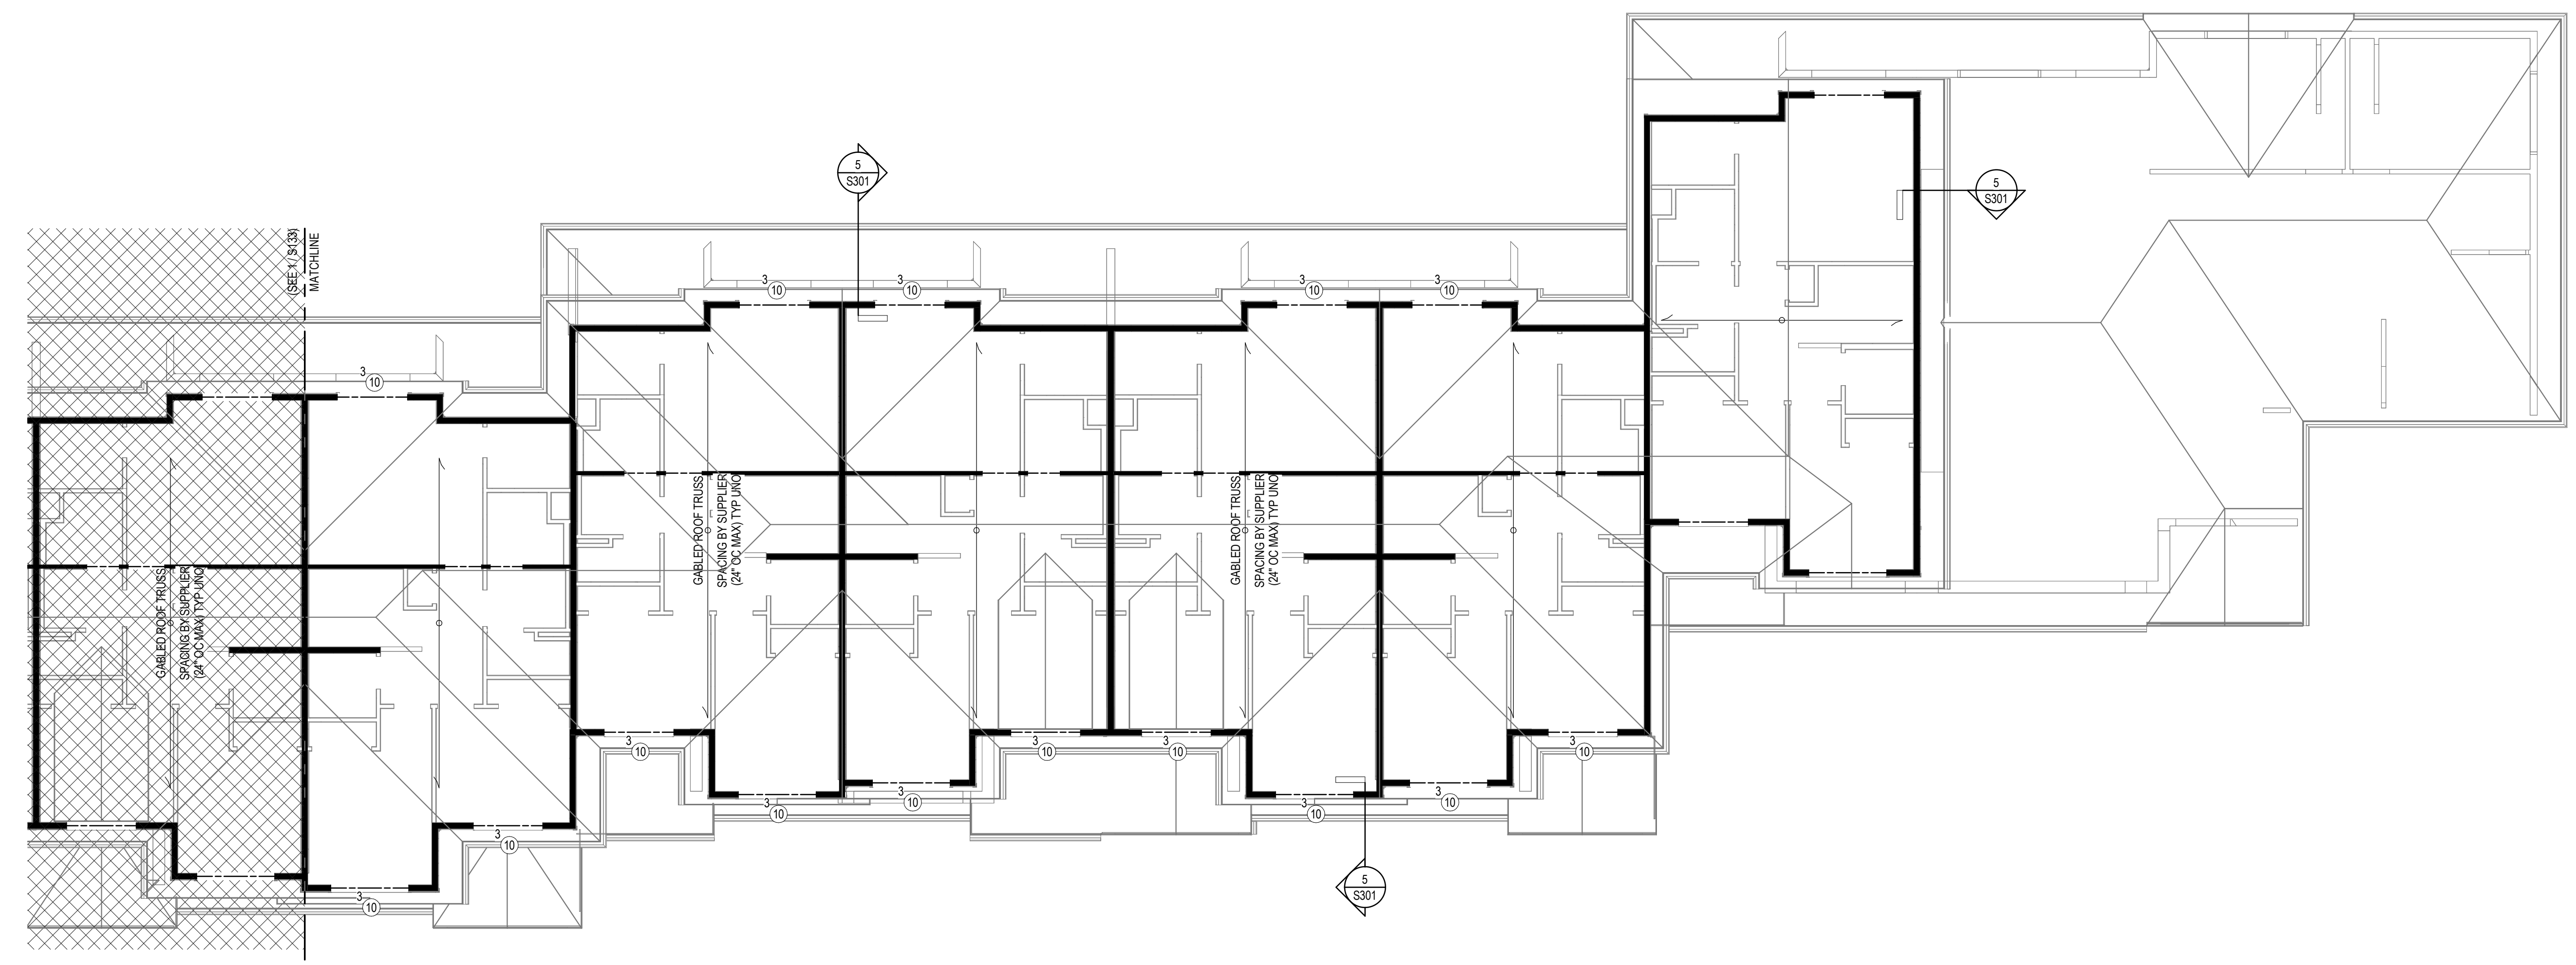 5
S301
5
S301
(SEE 1 / S133)
MATCHLINE
3
10
3
10
3
10
3
10
3
10
GABLED ROOF TRUSS
SPACING BY SUPPLIER
(24" OC MAX) TYP UNO
GABLED ROOF TRUSS
SPACING BY SUPPLIER
(24" OC MAX) TYP UNO
GABLED ROOF TRUSS
SPACING BY SUPPLIER
(24" OC MAX) TYP UNO
3
10
3
10
3
10
3
10
3
10
3
10
3
10
3
10
3
10
3
10
5
S301